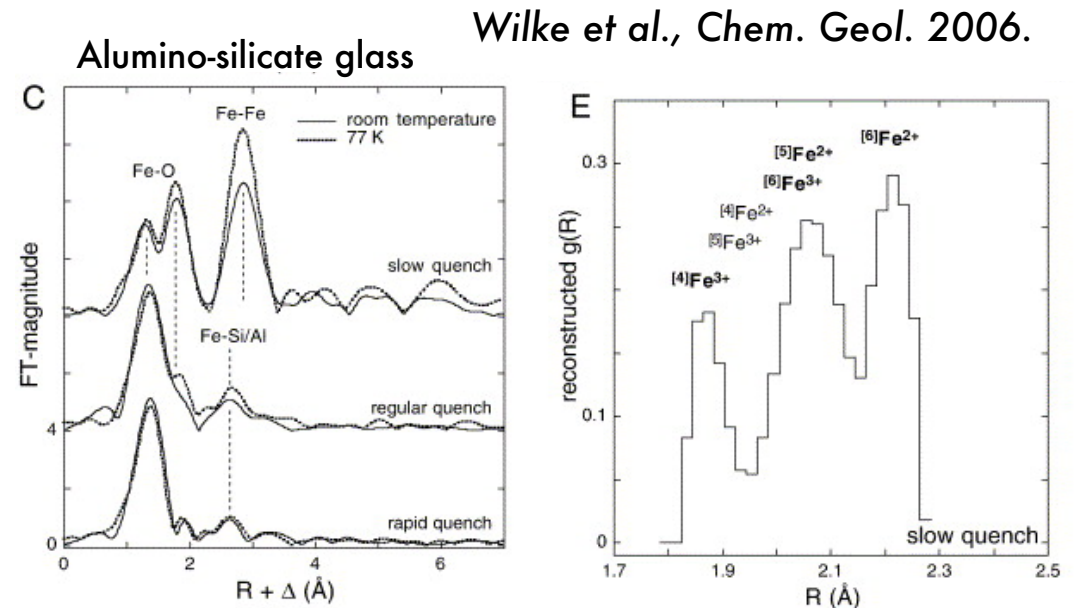 Wilke et al., Chem. Geol. 2006.
Alumino-silicate glass
C
Fe-Fe
room temperature
77 K
Fe-O
slow quench
Fe-Si/Al
regular quench
rapid quench
FT-magnitude
4
0
0 2 4 6
R + Δ (Å)
E
[6]Fe2+
[5]Fe2+
[6]Fe3+
[4]Fe2+
[5]Fe3+
[4]Fe3+
reconstructed g(R)
0.3
0.1
0
slow quench
1.7 1.9 2.1 2.3 2.5
R (Å)